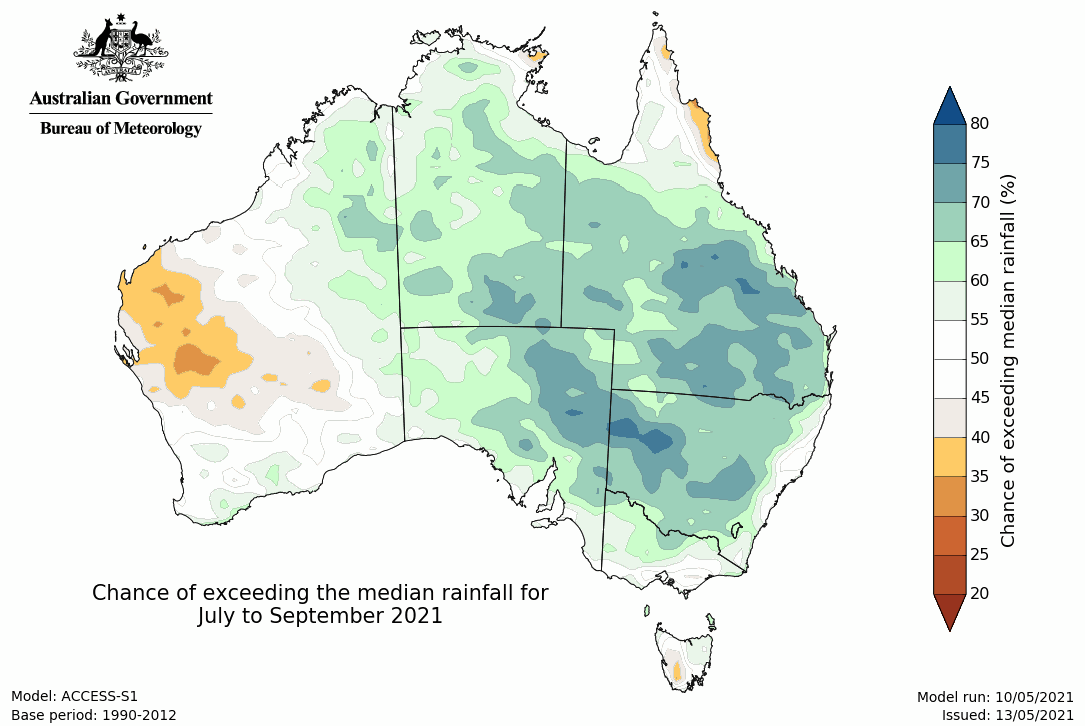 AUSTRALIA
Australian Government
Bureau of Meteorology
80
75
70
65
60
55
50
45
40
35
30
25
20
Chance of exceeding median rainfall (%)
Chance of exceeding the median rainfall for
July to September 2021
Model: ACCESS-S1
Base period: 1990-2012
Model run: 10/05/2021
Issued: 13/05/2021